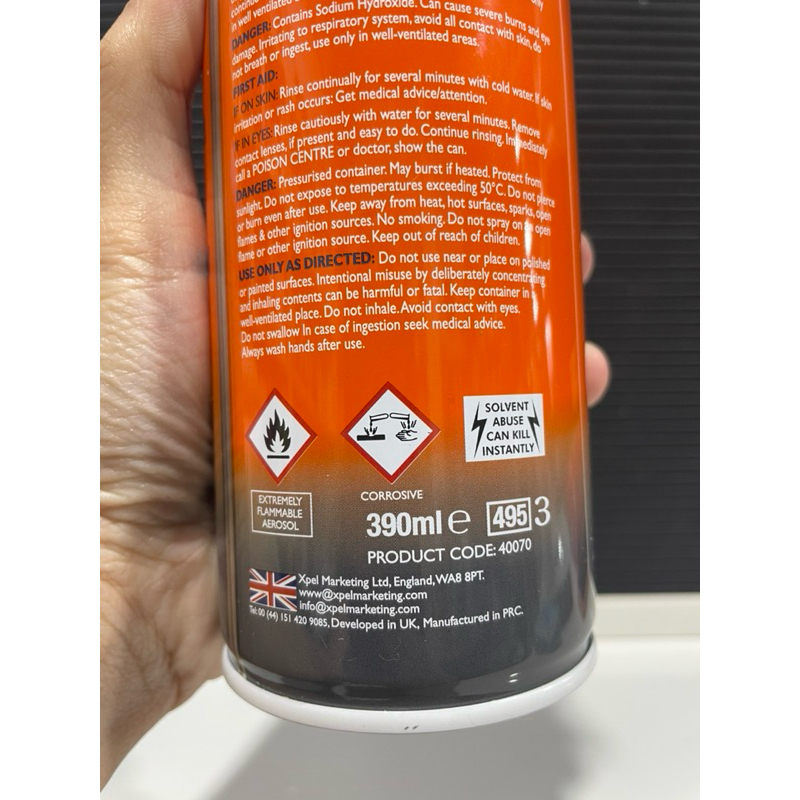 in well ventilated
DANGER: Contains Sodium Hydroxide. Can cause severe burns and eye
damage. Irritating to respiratory system, avoid all contact with skin, do
not breath or ingest, use only in well-ventilated areas.
FIRST AID:
IF ON SKIN: Rinse continually for several minutes with cold water. If skin
irritation or rash occurs: Get medical advice/attention.
IF IN EYES: Rinse cautiously with water for several minutes. Remove
contact lenses, if present and easy to do. Continue rinsing. Immediately
call a POISON CENTRE or doctor, show the can.
DANGER: Pressurised container. May burst if heated. Protect from
sunlight. Do not expose to temperatures exceeding 50°C. Do not pierce
or burn even after use. Keep away from heat, hot surfaces, sparks, open
flames & other ignition sources. No smoking. Do not spray on an open
flame or other ignition source. Keep out of reach of children.
USE ONLY AS DIRECTED: Do not use near or place on polished
or painted surfaces. Intentional misuse by deliberately concentrating
and inhaling contents can be harmful or fatal. Keep container in
well-ventilated place. Do not inhale. Avoid contact with eyes.
Do not swallow In case of ingestion seek medical advice.
Always wash hands after use.
SOLVENT
ABUSE
CAN KILL
INSTANTLY
EXTREMELY
FLAMMABLE
AEROSOL
CORROSIVE
390ml e 495 3
PRODUCT CODE: 40070
Xpel Marketing Ltd, England, WA8 8PT.
www@xpelmarketing.com
info@xpelmarketing.com
Tel: 00 (44) 151 420 9085, Developed in UK, Manufactured in PRC.